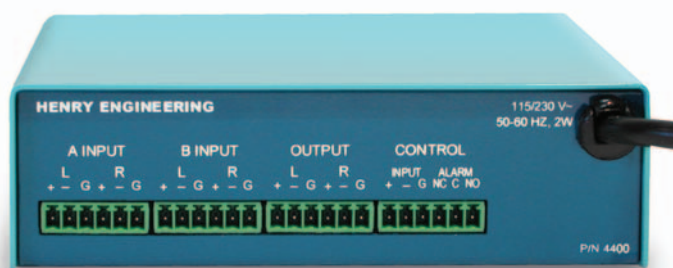 HENRY ENGINEERING
115/230 V~
50-60 HZ, 2W
A INPUT B INPUT OUTPUT CONTROL
L R L R L R INPUT ALARM
+ – G + – G + – G + – G + – G + – G + – G NC C NO
P/N 4400